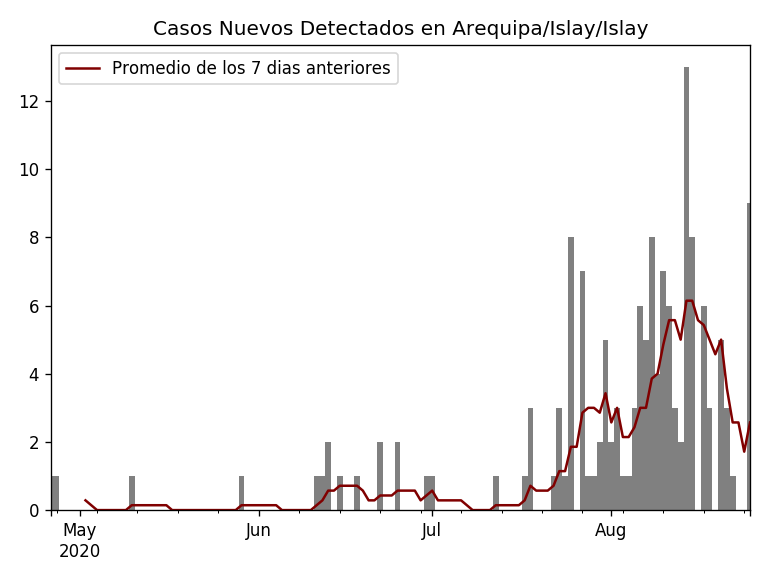 Casos Nuevos Detectados en Arequipa/Islay/Islay
Promedio de los 7 dias anteriores
12
10
8
6
4
2
0
May Jun Jul Aug
2020